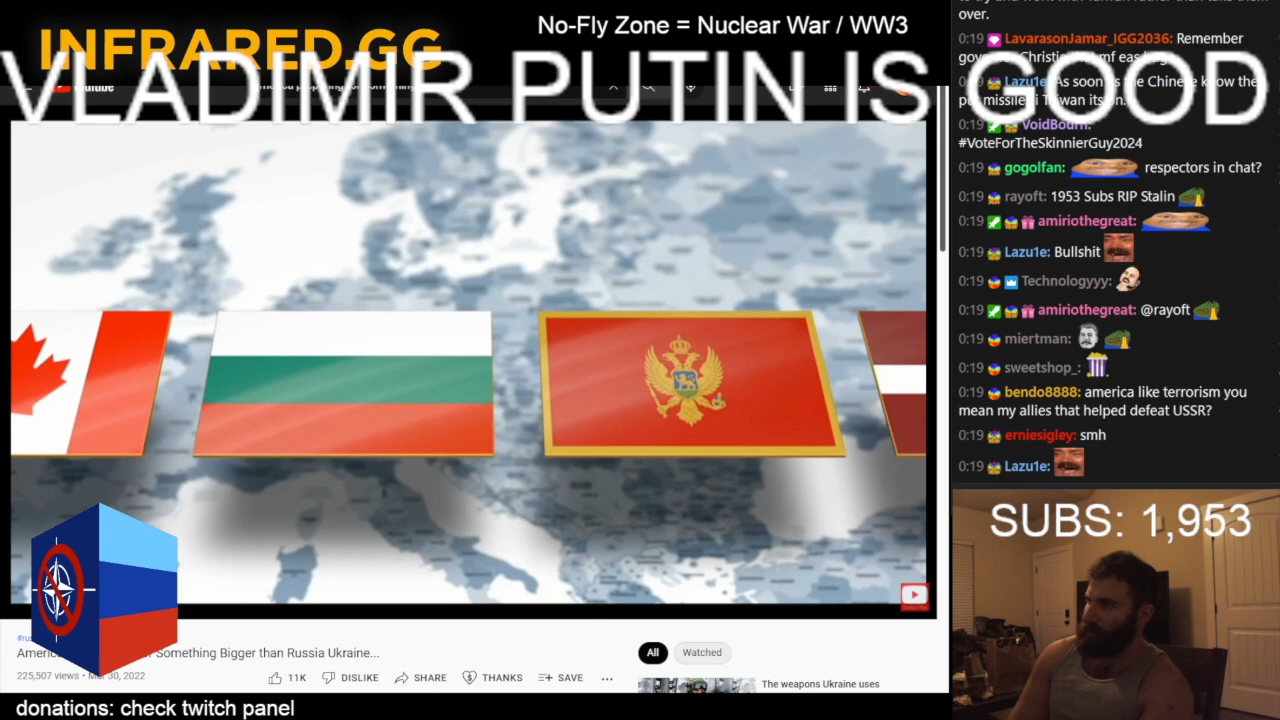 No-Fly Zone = Nuclear War / WW3
INFRARED.GG
VLADIMIR PUTIN IS GOOD
#rus
Something Bigger than Russia Ukraine...
225,507 views • Mar 30, 2022
11K
DISLIKE
SHARE
THANKS
SAVE
All
Watched
The weapons Ukraine uses
donations: check twitch panel
over.
0:19 LavarasonJamar_IGG2036: Remember
0:19 Lazu1e: As soon as the Chinese know the
0:19 VoidBourn:
#VoteForTheSkinnierGuy2024
0:19 gogolfan: respectors in chat?
0:19 rayoft: 1953 Subs RIP Stalin
0:19 amiriothegreat:
0:19 Lazu1e: Bullshit
0:19 Technologyyy:
0:19 amiriothegreat: @rayoft
0:19 miertman:
0:19 sweetshop_:
0:19 bendo8888: america like terrorism you
mean my allies that helped defeat USSR?
0:19 erniesigley: smh
0:19 Lazu1e:
SUBS: 1,953